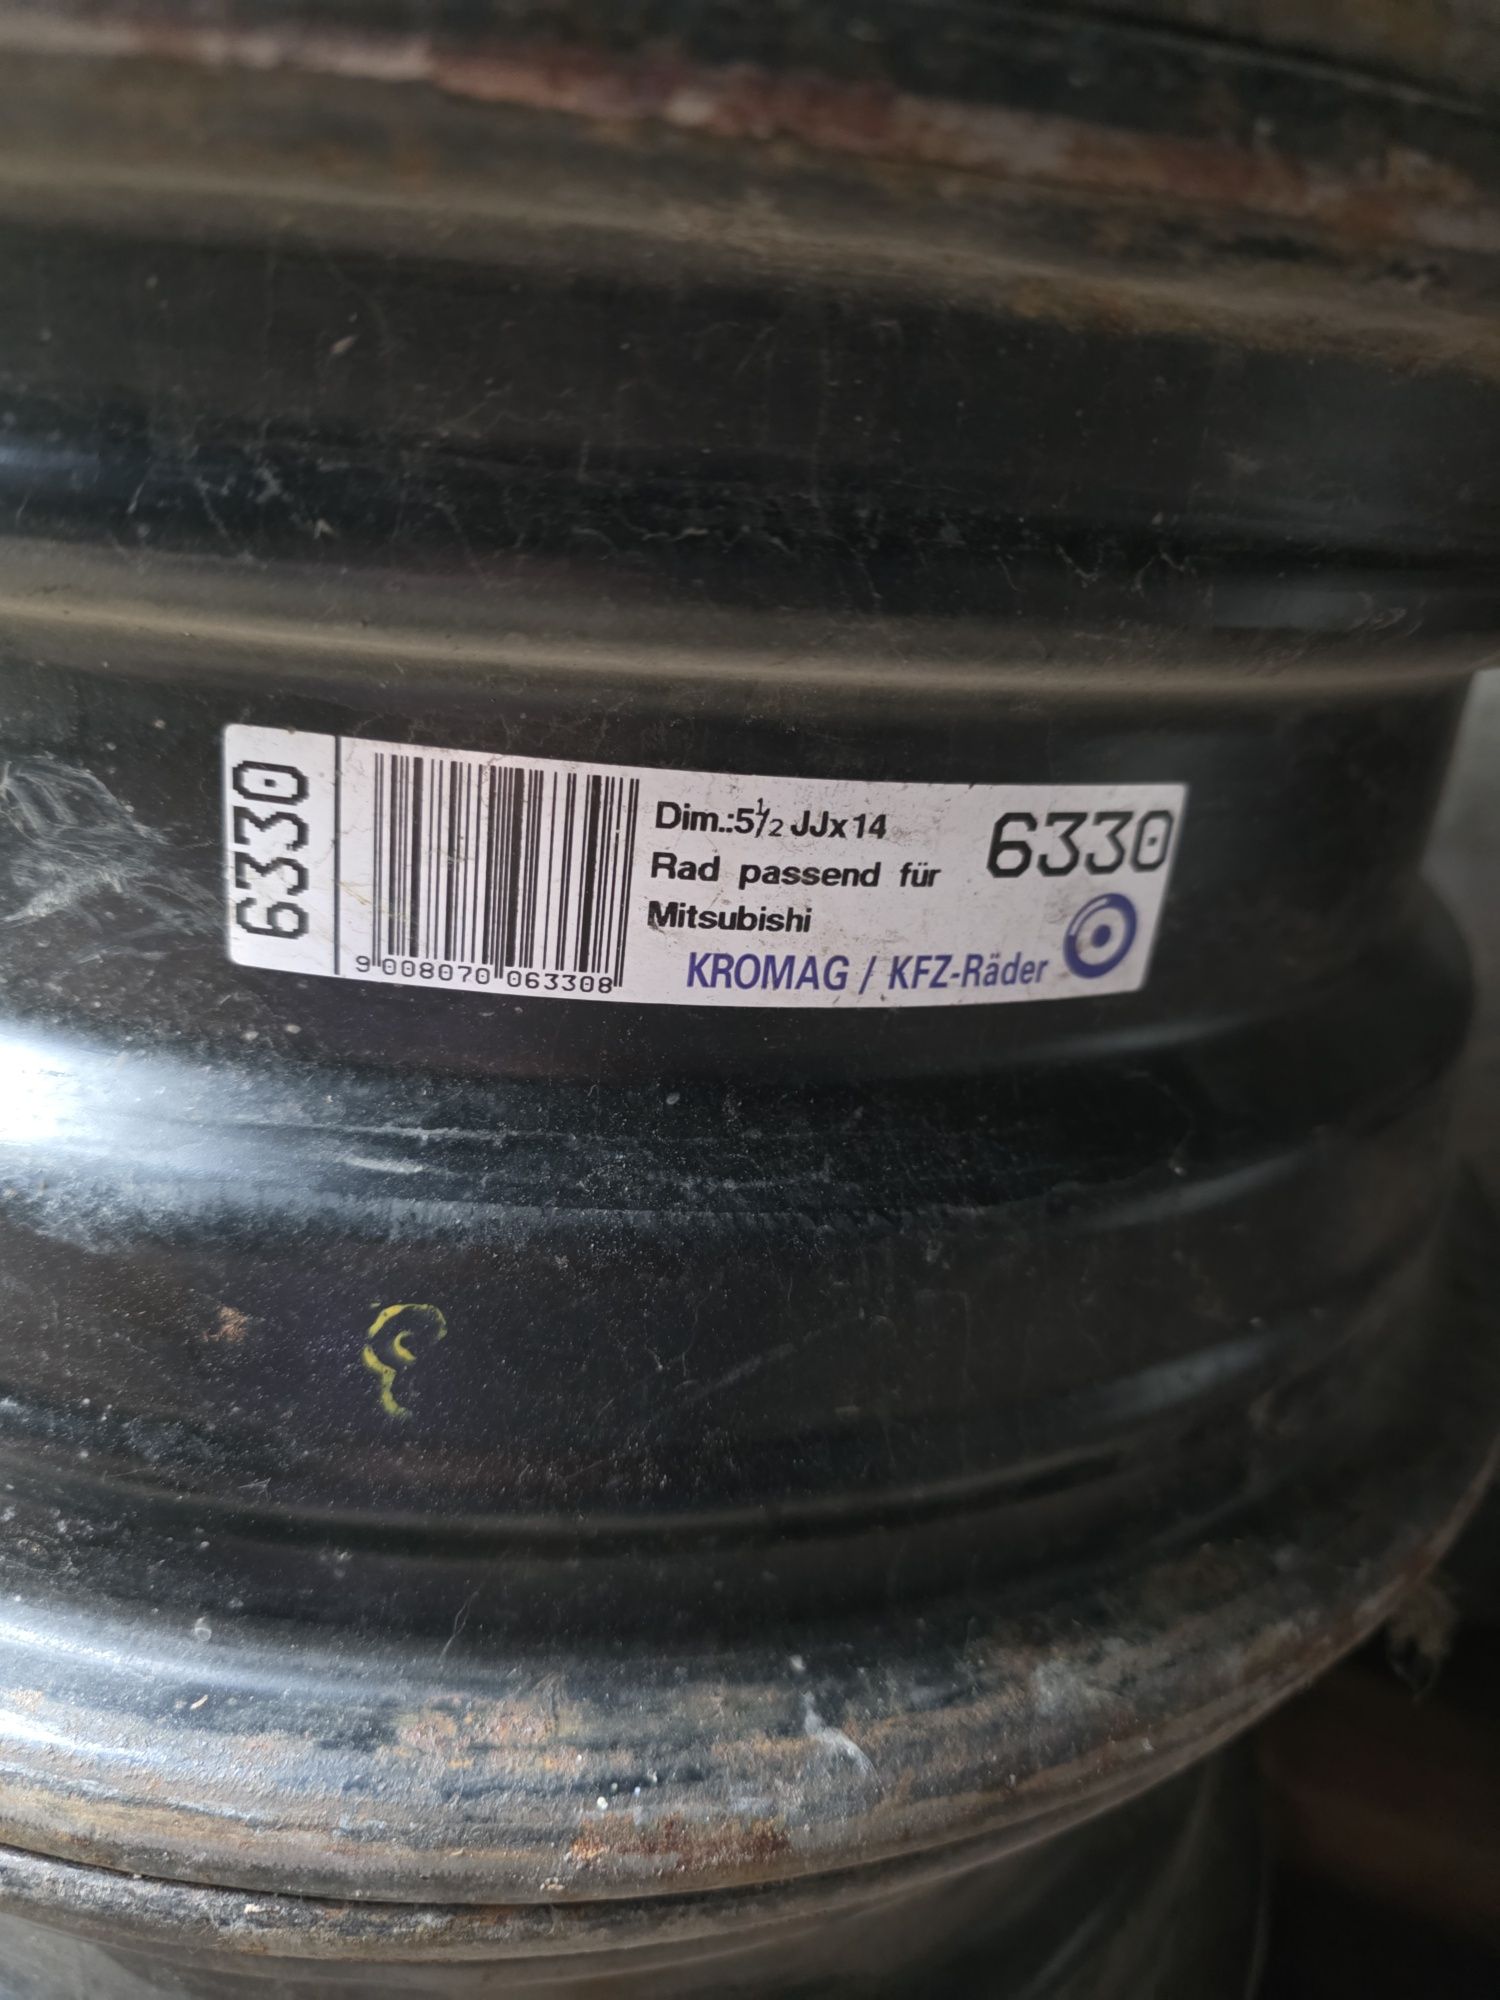 6330
Dim.:5½ JJx14
6330
Rad passend für
Mitsubishi
KROMAG / KFZ-Räder
9 008070 063308